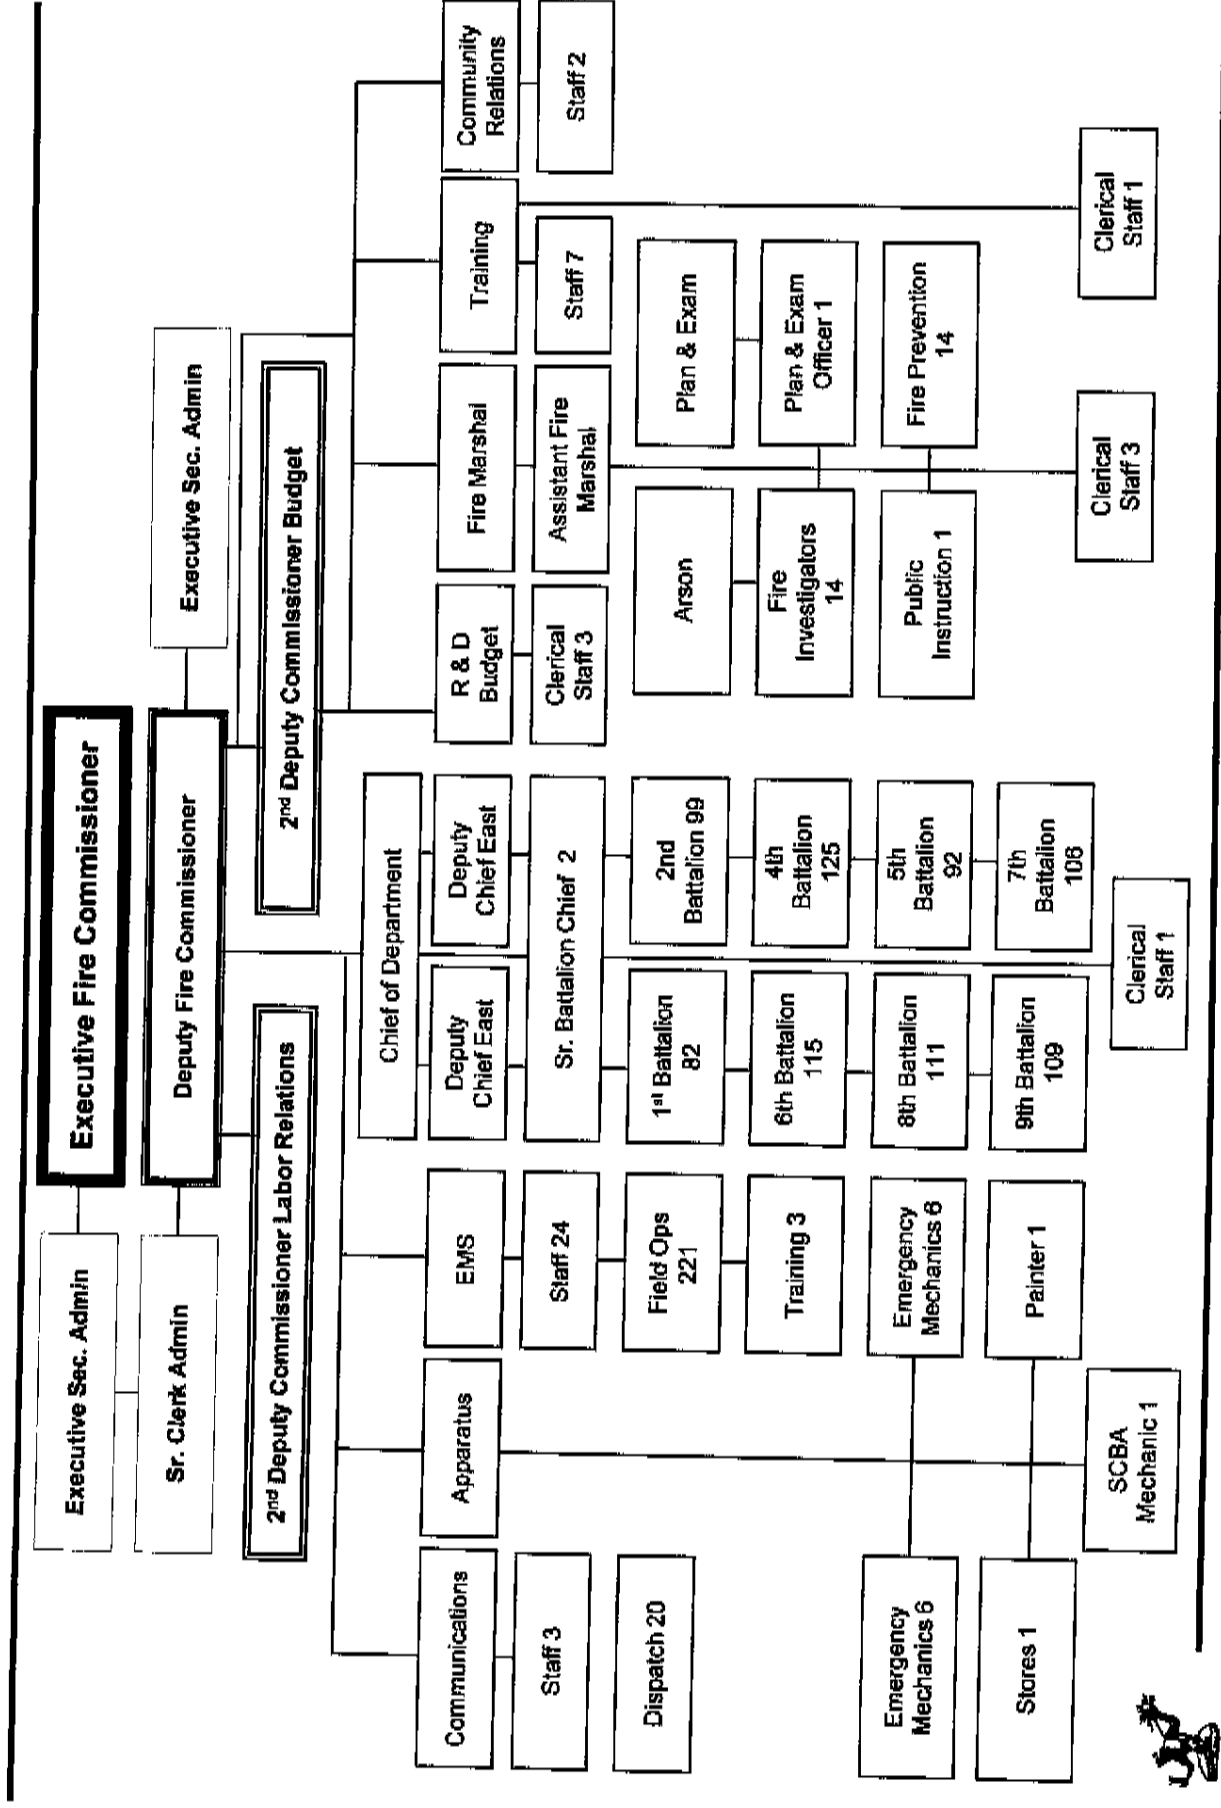 Executive Fire Commissioner
Executive Sec. Admin
Deputy Fire Commissioner
Executive Sec. Admin
Sr. Clerk Admin
2nd Deputy Commissioner Labor Relations
2nd Deputy Commissioner Budget
Chief of Department
Communications
Apparatus
EMS
Deputy
Chief East
Deputy
Chief East
R & D
Budget
Fire Marshal
Training
Community
Relations
Staff 3
Staff 24
Sr. Battalion Chief 2
Clerical
Staff 3
Assistant Fire
Marshal
Staff 7
Staff 2
Dispatch 20
Field Ops
221
1st Battalion
82
2nd
Battalion 99
Arson
Plan & Exam
Training 3
6th Battalion
115
4th
Battalion
125
Fire
Investigators
14
Plan & Exam
Officer 1
Emergency
Mechanics 6
Emergency
Mechanics 6
8th Battalion
111
5th
Battalion
92
Public
Instruction 1
Fire Prevention
14
Stores 1
Painter 1
9th Battalion
109
7th
Battalion
106
SCBA
Mechanic 1
Clerical
Staff 1
Clerical
Staff 3
Clerical
Staff 1